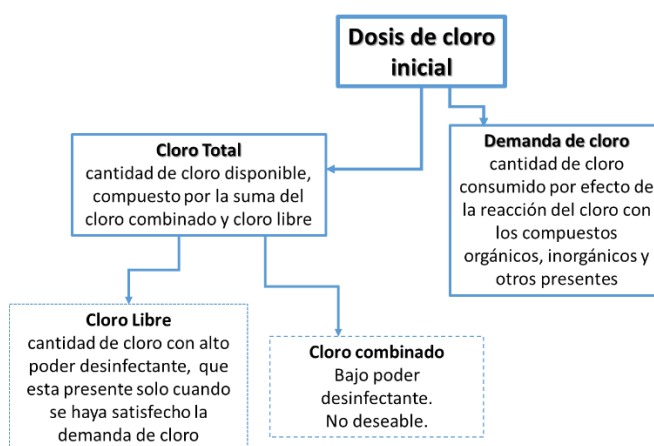 Dosis de cloro
inicial
Cloro Total
cantidad de cloro disponible,
compuesto por la suma del
cloro combinado y cloro libre
Demanda de cloro
cantidad de cloro
consumido por efecto de
la reacción del cloro con
los compuestos
orgánicos, inorgánicos y
otros presentes
Cloro Libre
cantidad de cloro con alto
poder desinfectante, que
esta presente solo cuando
se haya satisfecho la
demanda de cloro
Cloro combinado
Bajo poder
desinfectante.
No deseable.